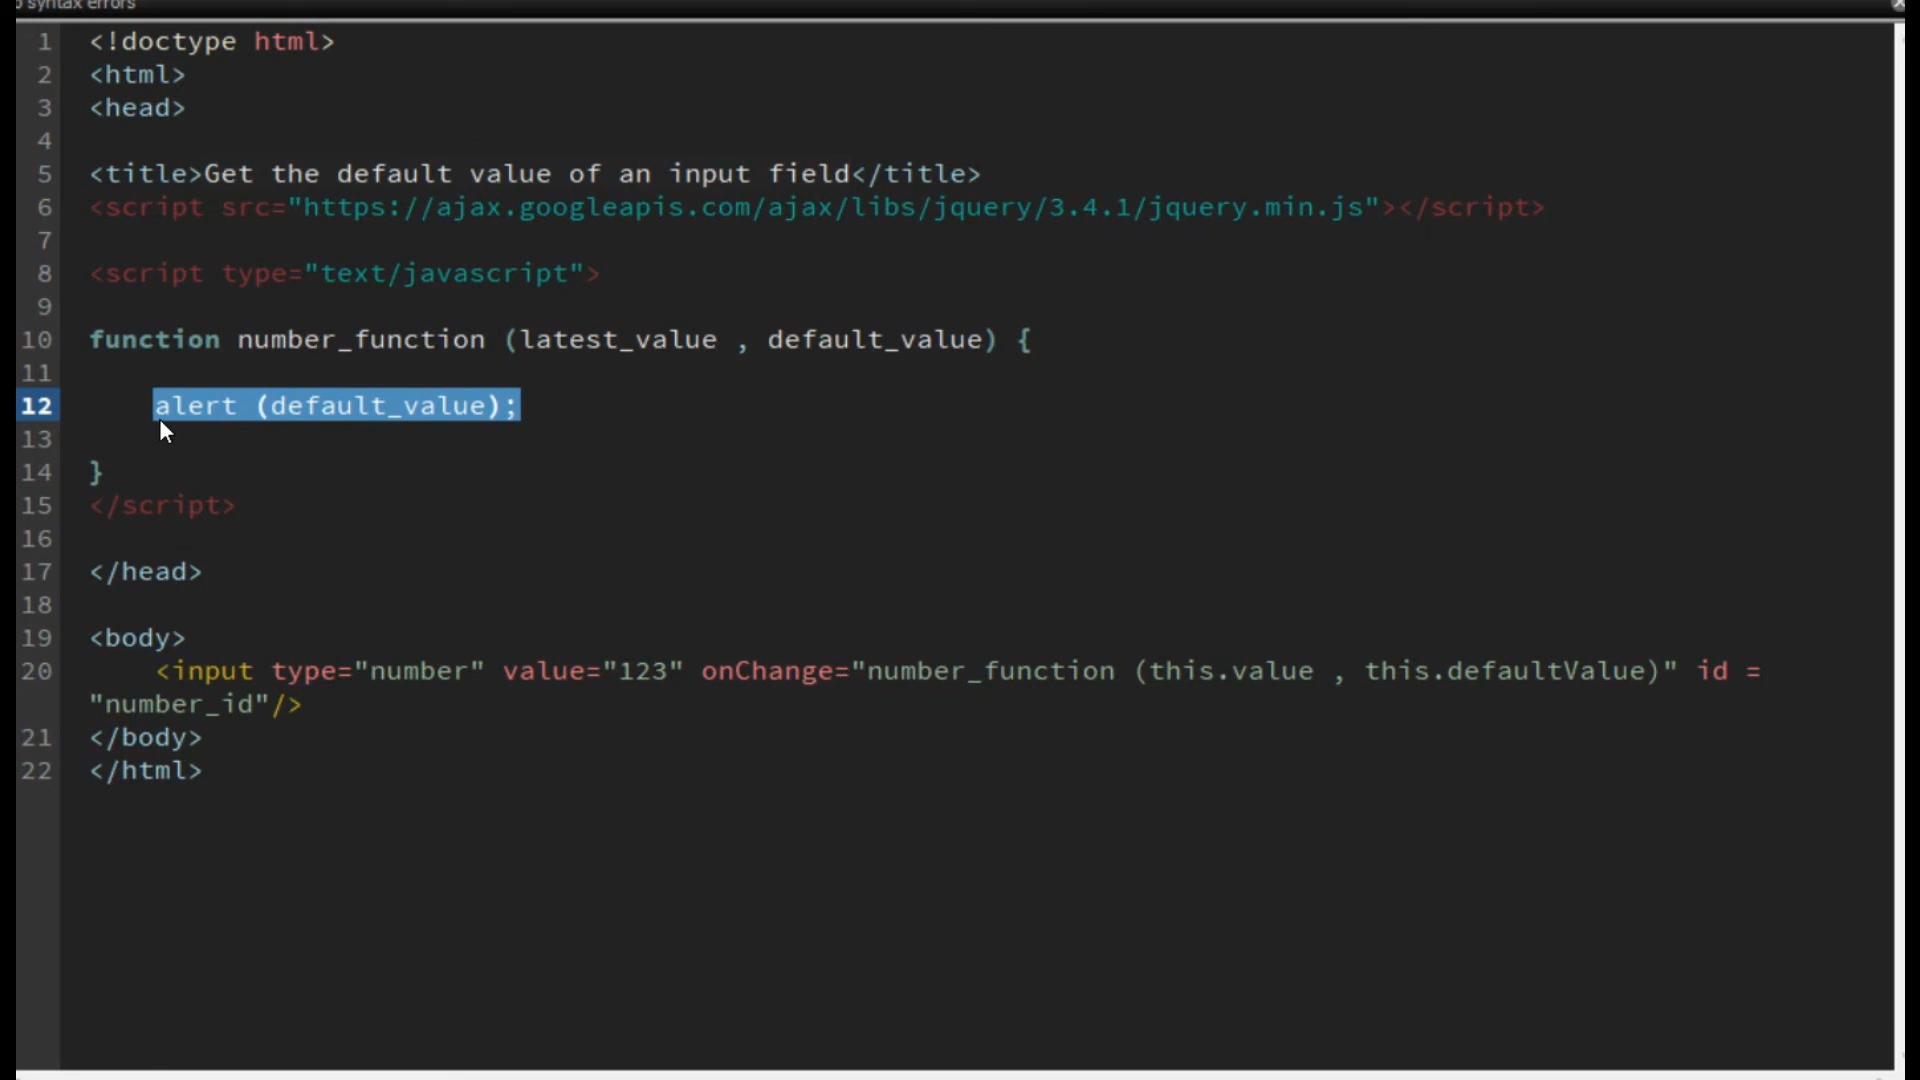 syntax errors
1 <!doctype html>
2 <html>
3 <head>
4
5 <title>Get the default value of an input field</title>
6 <script src="https://ajax.googleapis.com/ajax/libs/jquery/3.4.1/jquery.min.js"></script>
7
8 <script type="text/javascript">
9
10 function number_function (latest_value , default_value) {
11
12 alert (default_value);
13
14 }
15 </script>
16
17 </head>
18
19 <body>
20 <input type="number" value="123" onChange="number_function (this.value , this.defaultValue)" id =
"number_id"/>
21 </body>
22 </html>